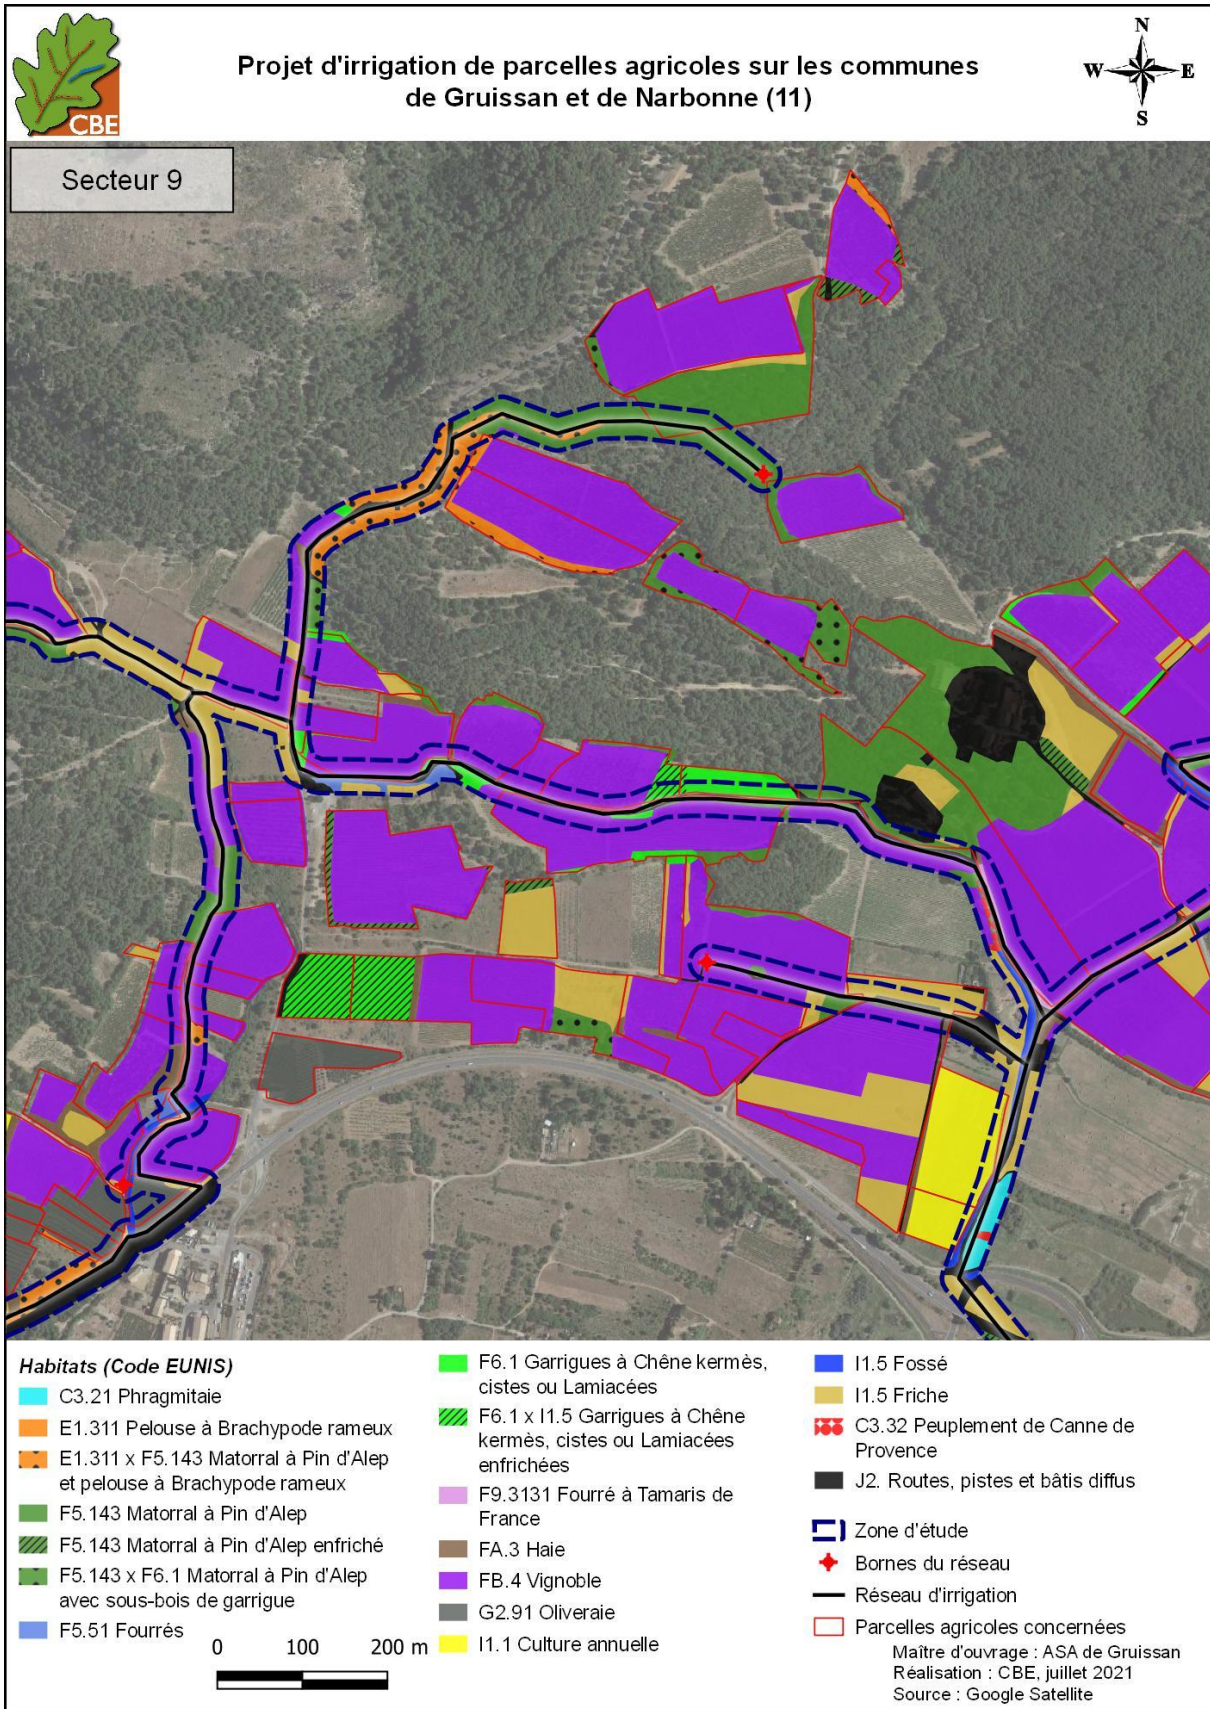 Projet d'irrigation de parcelles agricoles sur les communes
de Gruissan et de Narbonne (11)
CBE
N
W
E
S
Secteur 9
Habitats (Code EUNIS)
C3.21 Phragmitaie
E1.311 Pelouse à Brachypode rameux
E1.311 x F5.143 Matorral à Pin d'Alep
et pelouse à Brachypode rameux
F5.143 Matorral à Pin d'Alep
F5.143 Matorral à Pin d'Alep enfriché
F5.143 x F6.1 Matorral à Pin d'Alep
avec sous-bois de garrigue
F5.51 Fourrés
0 100 200 m
F6.1 Garrigues à Chêne kermès,
cistes ou Lamiacées
F6.1 x I1.5 Garrigues à Chêne
kermès, cistes ou Lamiacées
enfrichées
F9.3131 Fourré à Tamaris de
France
FA.3 Haie
FB.4 Vignoble
G2.91 Oliveraie
I1.1 Culture annuelle
I1.5 Fossé
I1.5 Friche
C3.32 Peuplement de Canne de
Provence
J2. Routes, pistes et bâtis diffus
Zone d'étude
Bornes du réseau
Réseau d'irrigation
Parcelles agricoles concernées
Maître d'ouvrage : ASA de Gruissan
Réalisation : CBE, juillet 2021
Source : Google Satellite